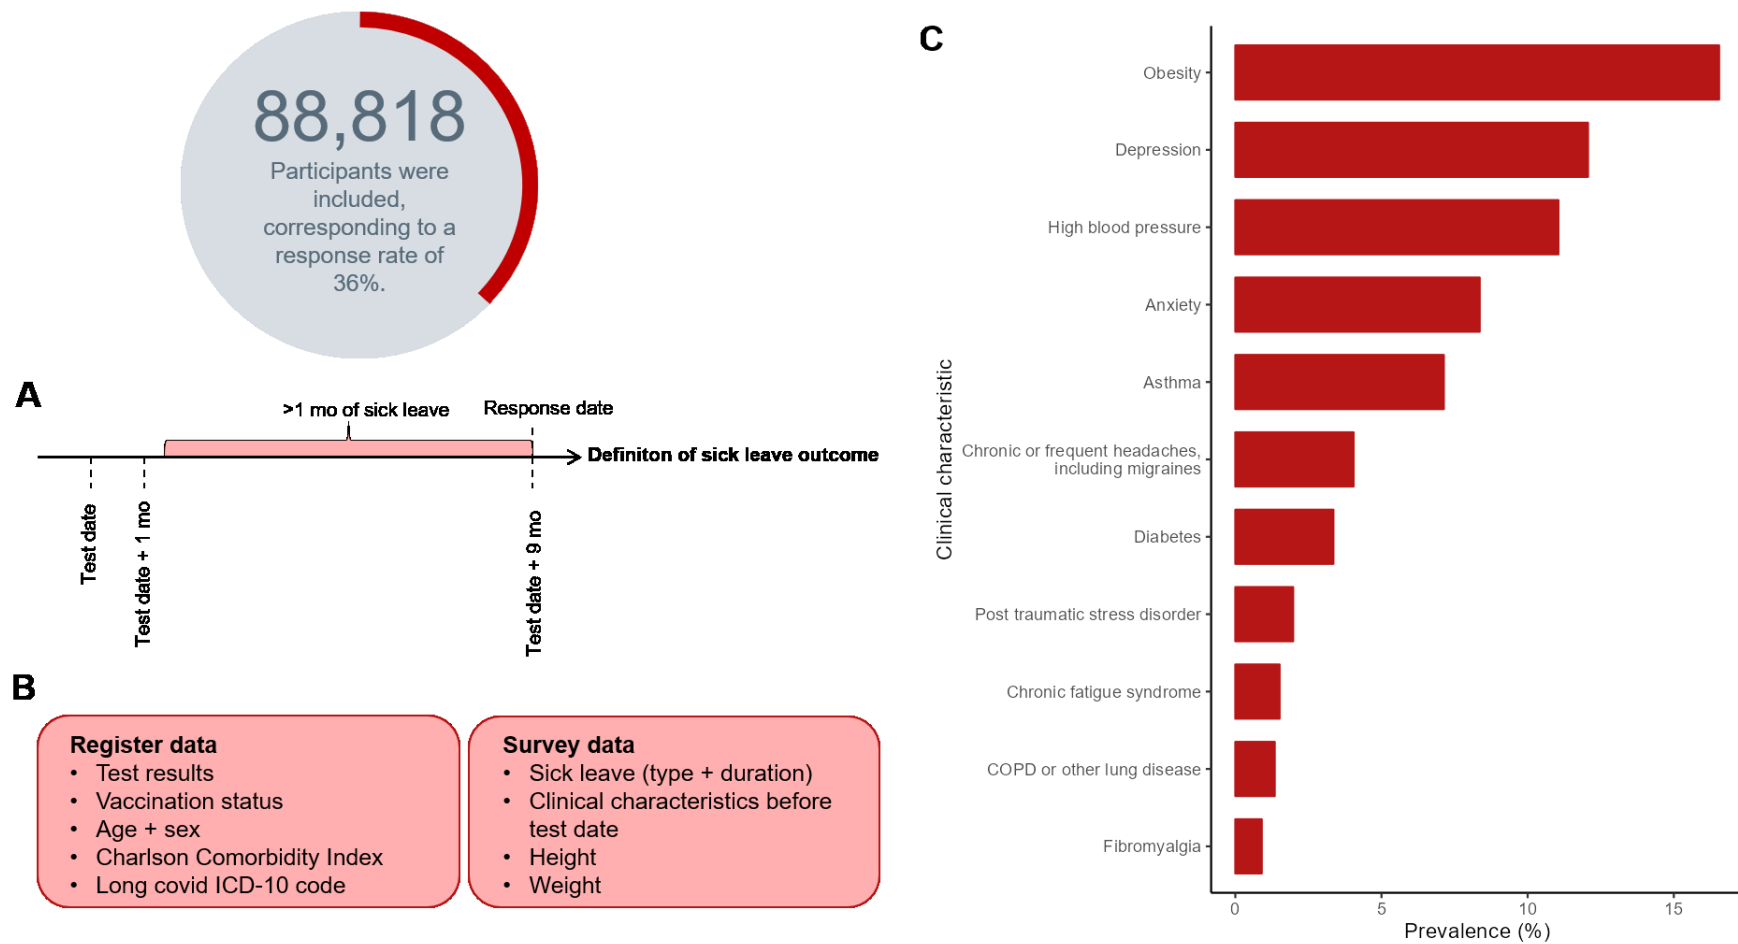 88,818
Participants were
included,
corresponding to a
response rate of
36%.
A
>1 mo of sick leave
Response date
Definiton of sick leave outcome
Test date
Test date + 1 mo
Test date + 9 mo
B
Register data
• Test results
• Vaccination status
• Age + sex
• Charlson Comorbidity Index
• Long covid ICD-10 code
Survey data
• Sick leave (type + duration)
• Clinical characteristics before
test date
• Height
• Weight
C
Clinical characteristic
Obesity
Depression
High blood pressure
Anxiety
Asthma
Chronic or frequent headaches,
including migraines
Diabetes
Post traumatic stress disorder
Chronic fatigue syndrome
COPD or other lung disease
Fibromyalgia
0 5 10 15
Prevalence (%)